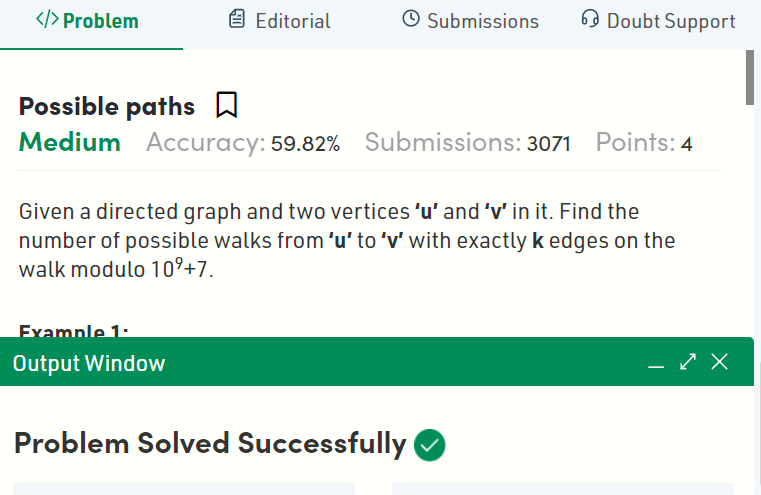 </> Problem Editorial Submissions Doubt Support
Possible paths
Medium Accuracy: 59.82% Submissions: 3071 Points: 4
Given a directed graph and two vertices ‘u’ and ‘v’ in it. Find the
number of possible walks from ‘u’ to ‘v’ with exactly k edges on the
walk modulo 10⁹+7.
Example 1:
Output Window
Problem Solved Successfully